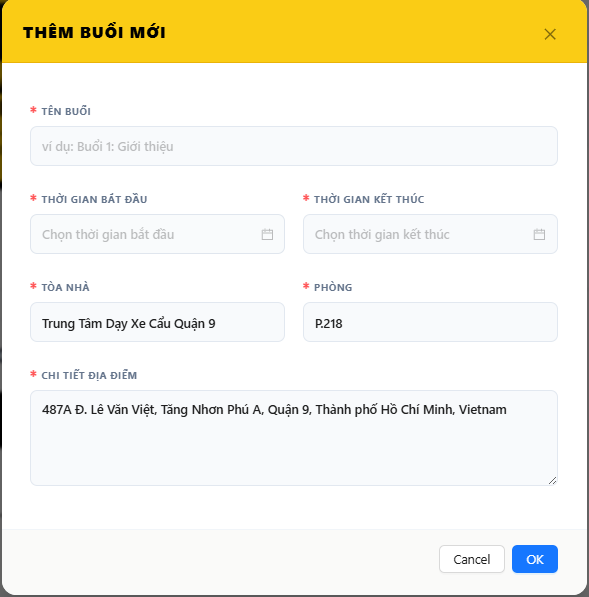 THÊM BUỔI MỚI
* TÊN BUỔI
ví dụ: Buổi 1: Giới thiệu
* THỜI GIAN BẮT ĐẦU
* THỜI GIAN KẾT THÚC
Chọn thời gian bắt đầu
Chọn thời gian kết thúc
* TÒA NHÀ
* PHÒNG
Trung Tâm Dạy Xe Cẩu Quận 9
P.218
* CHI TIẾT ĐỊA ĐIỂM
487A Đ. Lê Văn Việt, Tăng Nhơn Phú A, Quận 9, Thành phố Hồ Chí Minh, Vietnam
Cancel
OK